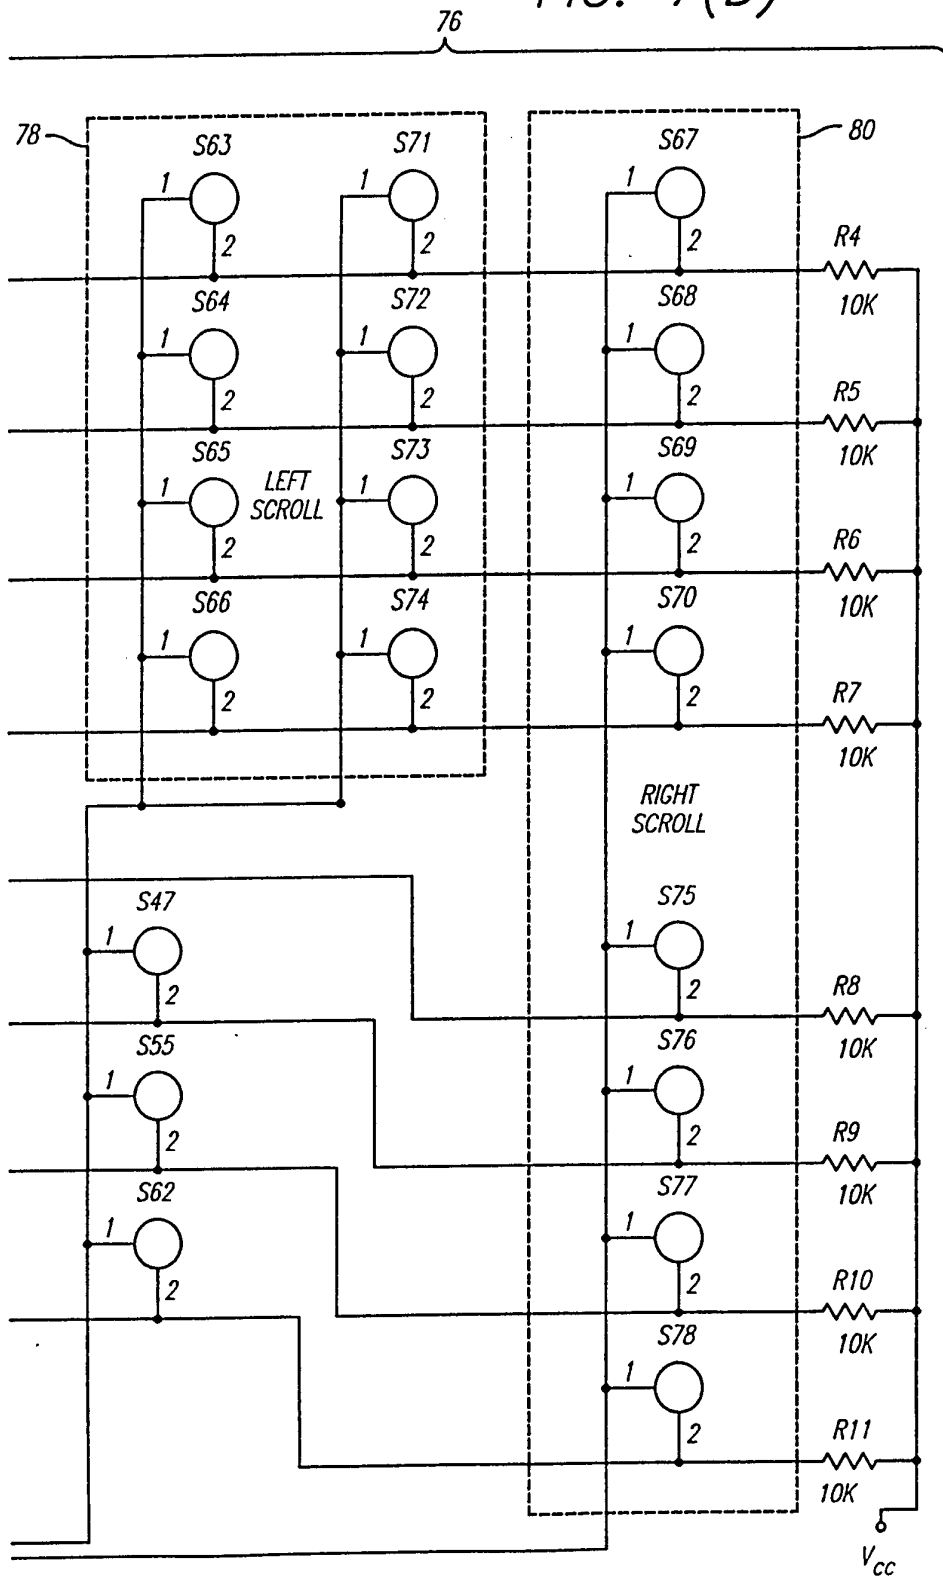 FIG. 4(B)
76
78
80
S63
S71
S67
1
1
1
2
2
2
R4
10K
S64
S72
S68
1
1
1
2
2
2
R5
10K
S65
S73
S69
1
LEFT
SCROLL
1
1
2
2
2
R6
10K
S66
S74
S70
1
1
1
2
2
2
R7
10K
RIGHT
SCROLL
S47
S75
1
1
2
2
R8
10K
S55
S76
1
1
2
2
R9
10K
S62
S77
1
1
2
2
R10
10K
S78
1
2
R11
10K
Vcc